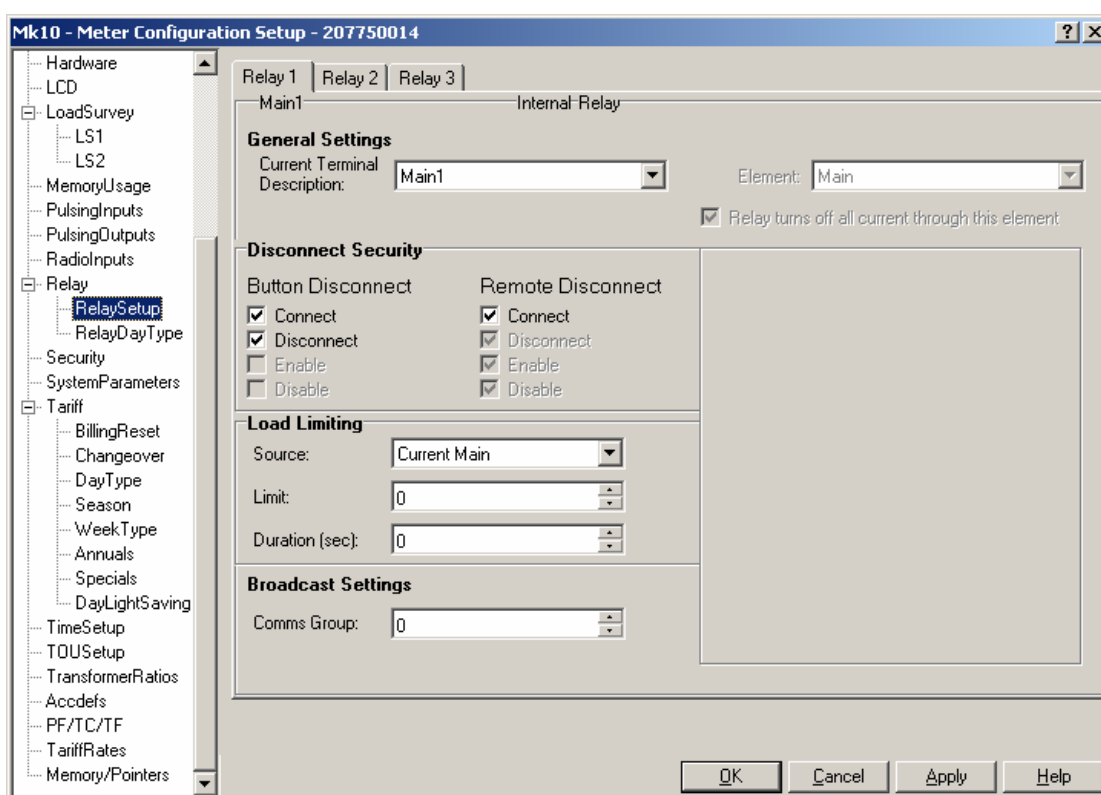 Mk10 - Meter Configuration Setup - 207750014
Hardware
LCD
LoadSurvey
LS1
LS2
MemoryUsage
PulsingInputs
PulsingOutputs
RadioInputs
Relay
RelaySetup
RelayDayType
Security
SystemParameters
Tariff
BillingReset
Changeover
DayType
Season
WeekType
Annuals
Specials
DayLightSaving
TimeSetup
TOUSetup
TransformerRatios
Accdefs
PF/TC/TF
TariffRates
Memory/Pointers
Relay 1 Relay 2 Relay 3
Main1 Internal Relay
General Settings
Current Terminal
Description: Main1 Element: Main
Relay turns off all current through this element
Disconnect Security
Button Disconnect Remote Disconnect
Connect Connect
Disconnect Disconnect
Enable Enable
Disable Disable
Load Limiting
Source: Current Main
Limit: 0
Duration (sec): 0
Broadcast Settings
Comms Group: 0
OK Cancel Apply Help